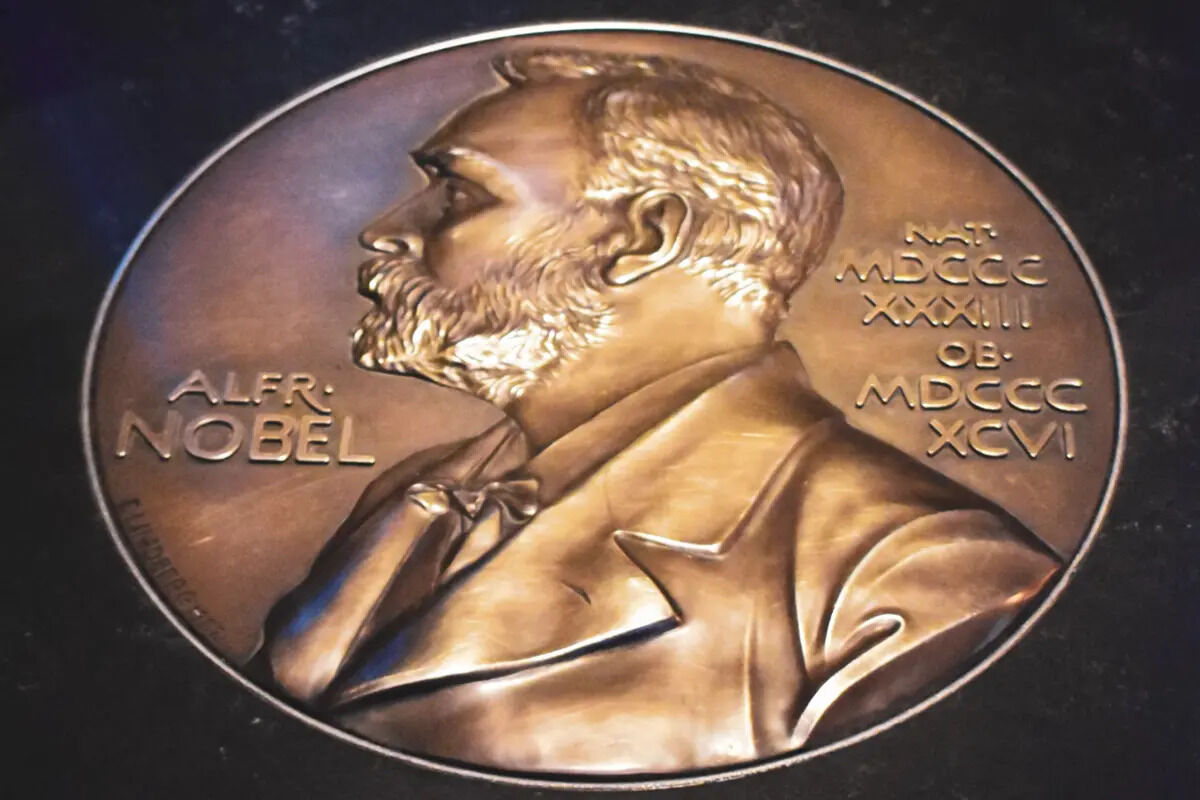 ALFR·
NOBEL
NAT·
MDCCC
XXXIII
OB·
MDCCC
XCVI